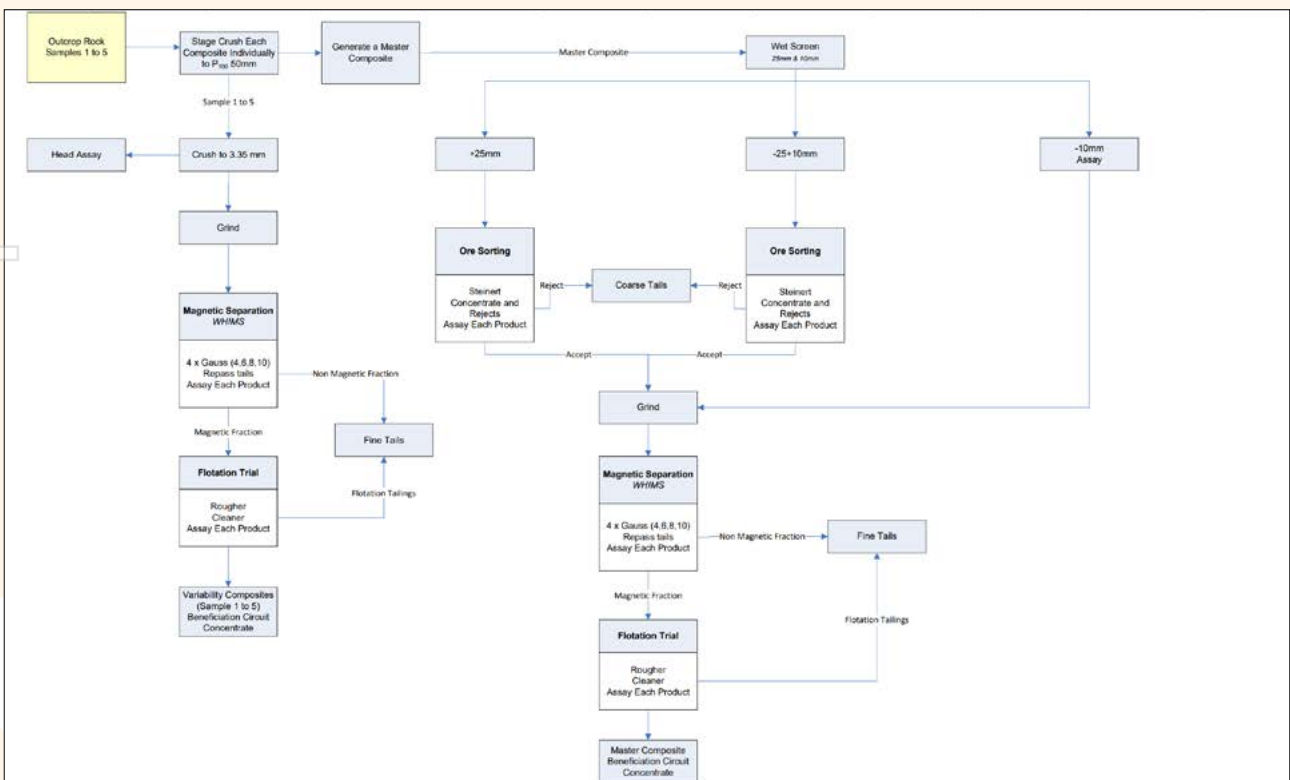 Outcrop Rock
Samples 1 to 5
Stage Crush Each
Composite Individually
to P100 50mm
Generate a Master
Composite
Master Composite
Wet Screen
25mm & 10mm
Sample 1 to 5
Head Assay
Crush to 3.35 mm
+25mm
-25+10mm
-10mm
Assay
Grind
Ore Sorting
Steinert
Concentrate and
Rejects
Assay Each Product
Reject
Coarse Tails
Reject
Ore Sorting
Steinert
Concentrate and
Rejects
Assay Each Product
Magnetic Separation
WHIMS
4 x Gauss (4,6,8,10)
Repass tails
Assay Each Product
Non Magnetic Fraction
Accept
Accept
Grind
Magnetic Fraction
Fine Tails
Flotation Trial
Rougher
Cleaner
Assay Each Product
Flotation Tailings
Magnetic Separation
WHIMS
4 x Gauss (4,6,8,10)
Repass tails
Assay Each Product
Non Magnetic Fraction
Fine Tails
Variability Composites
(Sample 1 to 5)
Beneficiation Circuit
Concentrate
Magnetic Fraction
Flotation Tailings
Flotation Trial
Rougher
Cleaner
Assay Each Product
Master Composite
Beneficiation Circuit
Concentrate